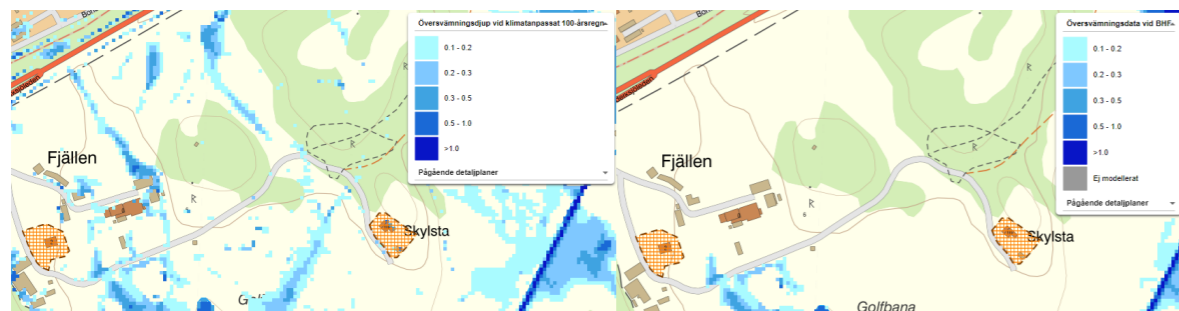 Översvämningsdjup vid klimatanpassat 100-årsregn
0.1 - 0.2
0.2 - 0.3
0.3 - 0.5
0.5 - 1.0
>1.0
Pågående detaljplaner
Fjällen
Skylsta
Översvämningsdata vid BHF
0.1 - 0.2
0.2 - 0.3
0.3 - 0.5
0.5 - 1.0
>1.0
Ej modellerat
Pågående detaljplaner
Fjällen
6
Skylsta
Golfbana